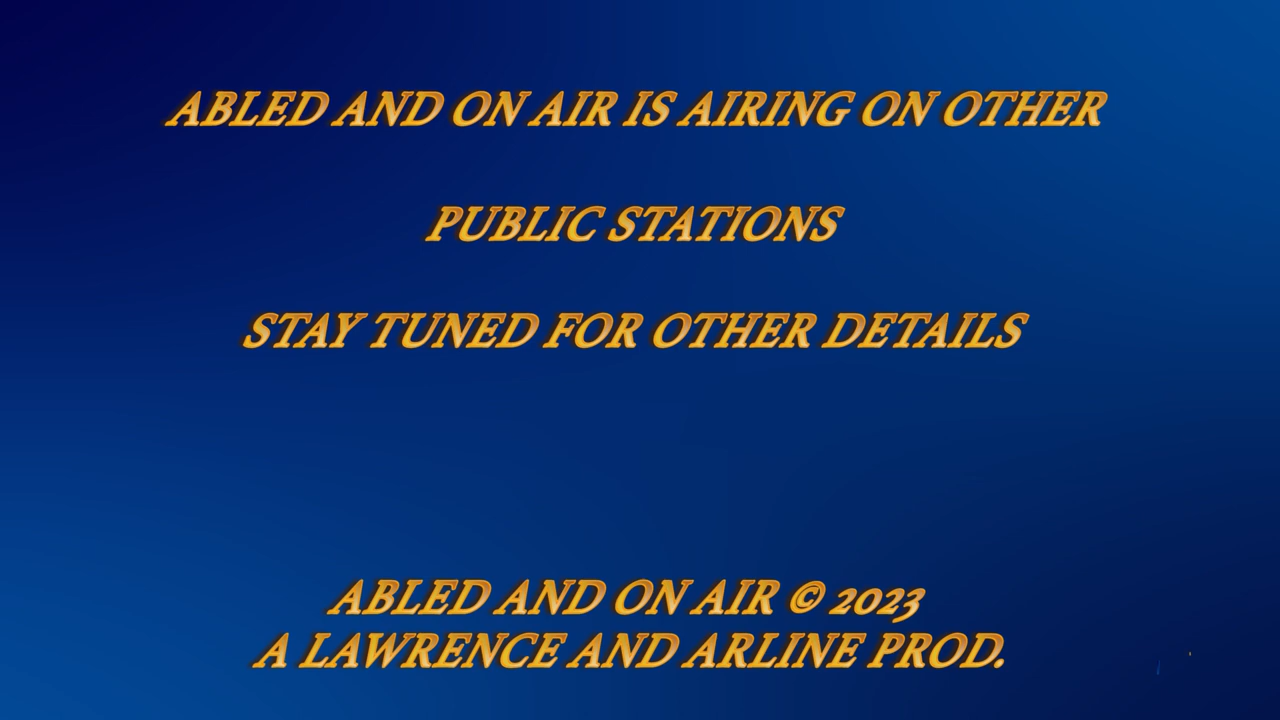 ABLED AND ON AIR IS AIRING ON OTHER
PUBLIC STATIONS
STAY TUNED FOR OTHER DETAILS
ABLED AND ON AIR © 2023
A LAWRENCE AND ARLINE PROD.